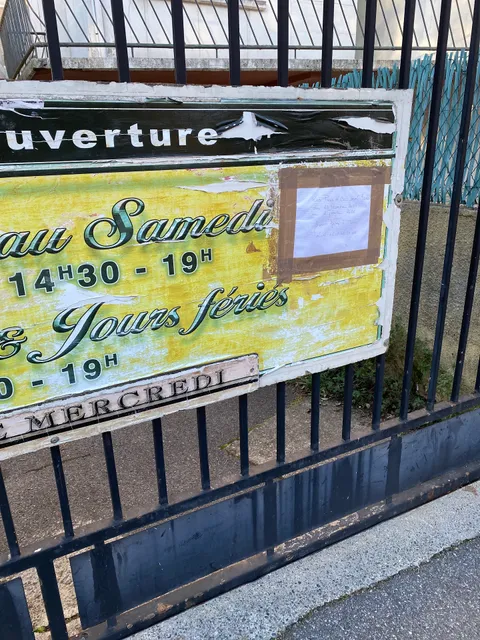 uverture
au Samedi
14H30 - 19H
& Jours fériés
0 - 19H
E MERCREDI